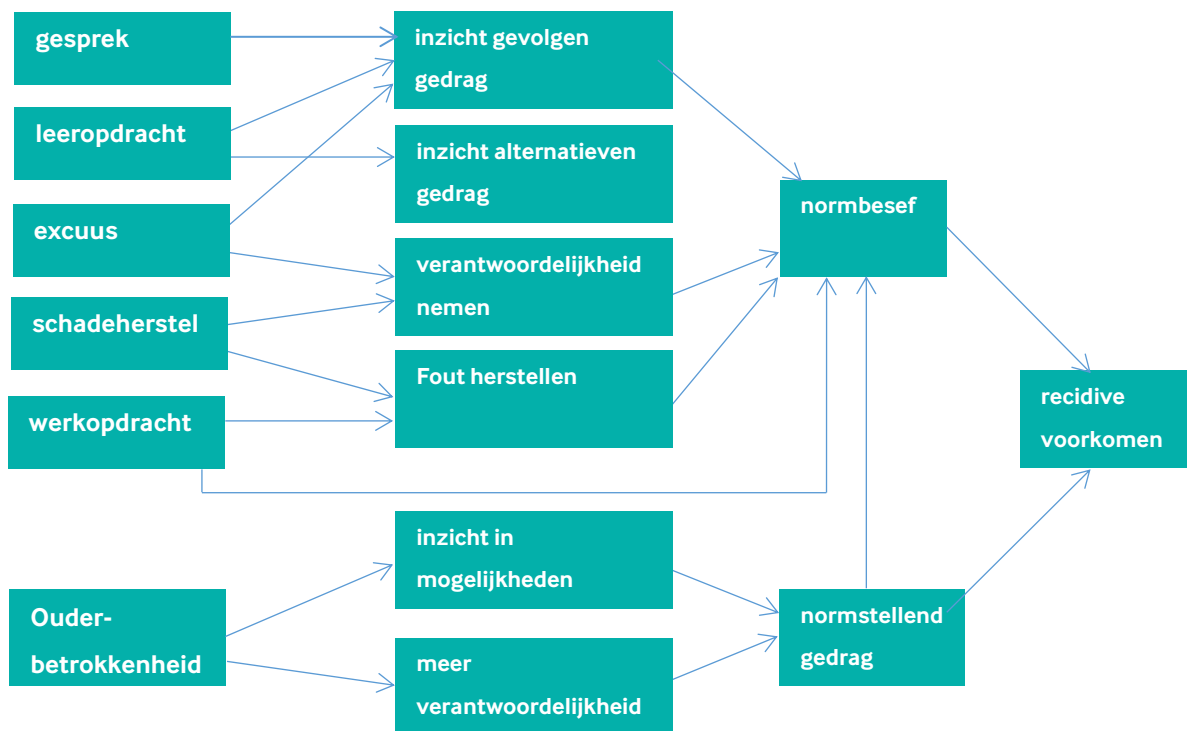 gesprek
leeropdracht
excuus
schadeherstel
werkopdracht
Ouder-
betrokkenheid
inzicht gevolgen
gedrag
inzicht alternatieven
gedrag
verantwoordelijkheid
nemen
Fout herstellen
inzicht in
mogelijkheden
meer
verantwoordelijkheid
normbesef
normstellend
gedrag
recidive
voorkomen